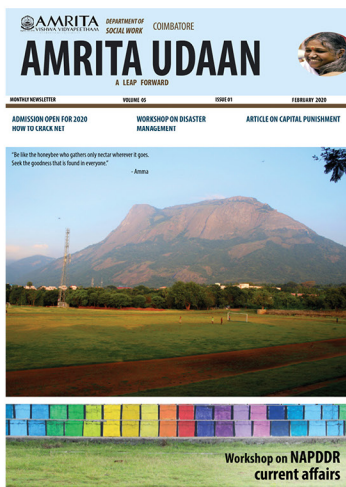 AMRITA
VISHWA VIDYAPEETHAM
DEPARTMENT OF
SOCIAL WORK
COIMBATORE
AMRITA UDAAN
A LEAP FORWARD
MONTHLY NEWSLETTER VOLUME 05 ISSUE 01 FEBRUARY 2020
ADMISSION OPEN FOR 2020
HOW TO CRACK NET
WORKSHOP ON DISASTER
MANAGEMENT
ARTICLE ON CAPITAL PUNISHMENT
"Be like the honeybee who gathers only nectar wherever it goes.
Seek the goodness that is found in everyone."
- Amma
Workshop on NAPDDR
current affairs